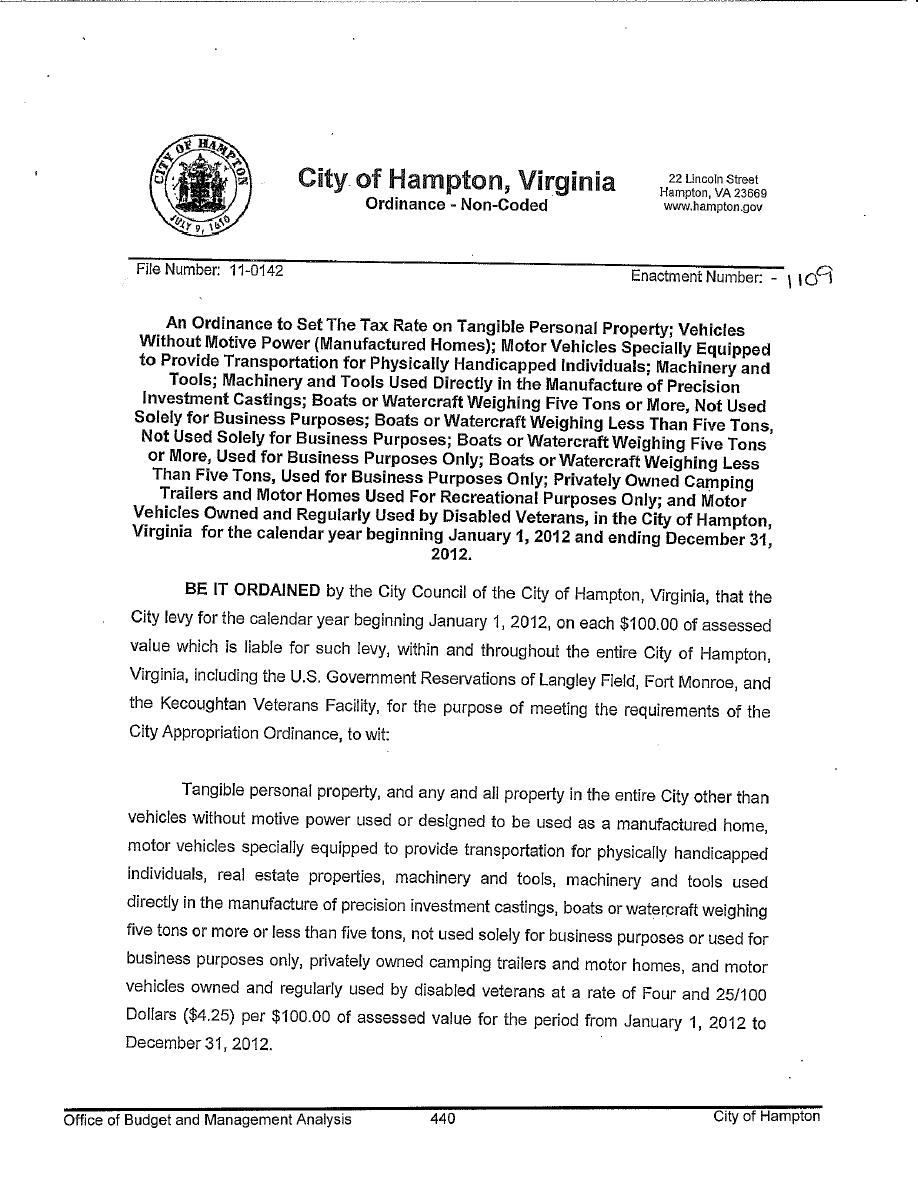 CITY OF HAMPTON
JULY 9, 1610
City of Hampton, Virginia
Ordinance - Non-Coded
22 Lincoln Street
Hampton, VA 23669
www.hampton.gov
File Number: 11-0142
Enactment Number: - 1109
An Ordinance to Set The Tax Rate on Tangible Personal Property; Vehicles
Without Motive Power (Manufactured Homes); Motor Vehicles Specially Equipped
to Provide Transportation for Physically Handicapped Individuals; Machinery and
Tools; Machinery and Tools Used Directly in the Manufacture of Precision
Investment Castings; Boats or Watercraft Weighing Five Tons or More, Not Used
Solely for Business Purposes; Boats or Watercraft Weighing Less Than Five Tons,
Not Used Solely for Business Purposes; Boats or Watercraft Weighing Five Tons
or More, Used for Business Purposes Only; Boats or Watercraft Weighing Less
Than Five Tons, Used for Business Purposes Only; Privately Owned Camping
Trailers and Motor Homes Used For Recreational Purposes Only; and Motor
Vehicles Owned and Regularly Used by Disabled Veterans, in the City of Hampton,
Virginia for the calendar year beginning January 1, 2012 and ending December 31,
2012.
BE IT ORDAINED by the City Council of the City of Hampton, Virginia, that the
City levy for the calendar year beginning January 1, 2012, on each $100.00 of assessed
value which is liable for such levy, within and throughout the entire City of Hampton,
Virginia, including the U.S. Government Reservations of Langley Field, Fort Monroe, and
the Kecoughtan Veterans Facility, for the purpose of meeting the requirements of the
City Appropriation Ordinance, to wit:
Tangible personal property, and any and all property in the entire City other than
vehicles without motive power used or designed to be used as a manufactured home,
motor vehicles specially equipped to provide transportation for physically handicapped
individuals, real estate properties, machinery and tools, machinery and tools used
directly in the manufacture of precision investment castings, boats or watercraft weighing
five tons or more or less than five tons, not used solely for business purposes or used for
business purposes only, privately owned camping trailers and motor homes, and motor
vehicles owned and regularly used by disabled veterans at a rate of Four and 25/100
Dollars ($4.25) per $100.00 of assessed value for the period from January 1, 2012 to
December 31, 2012.
Office of Budget and Management Analysis
440
City of Hampton